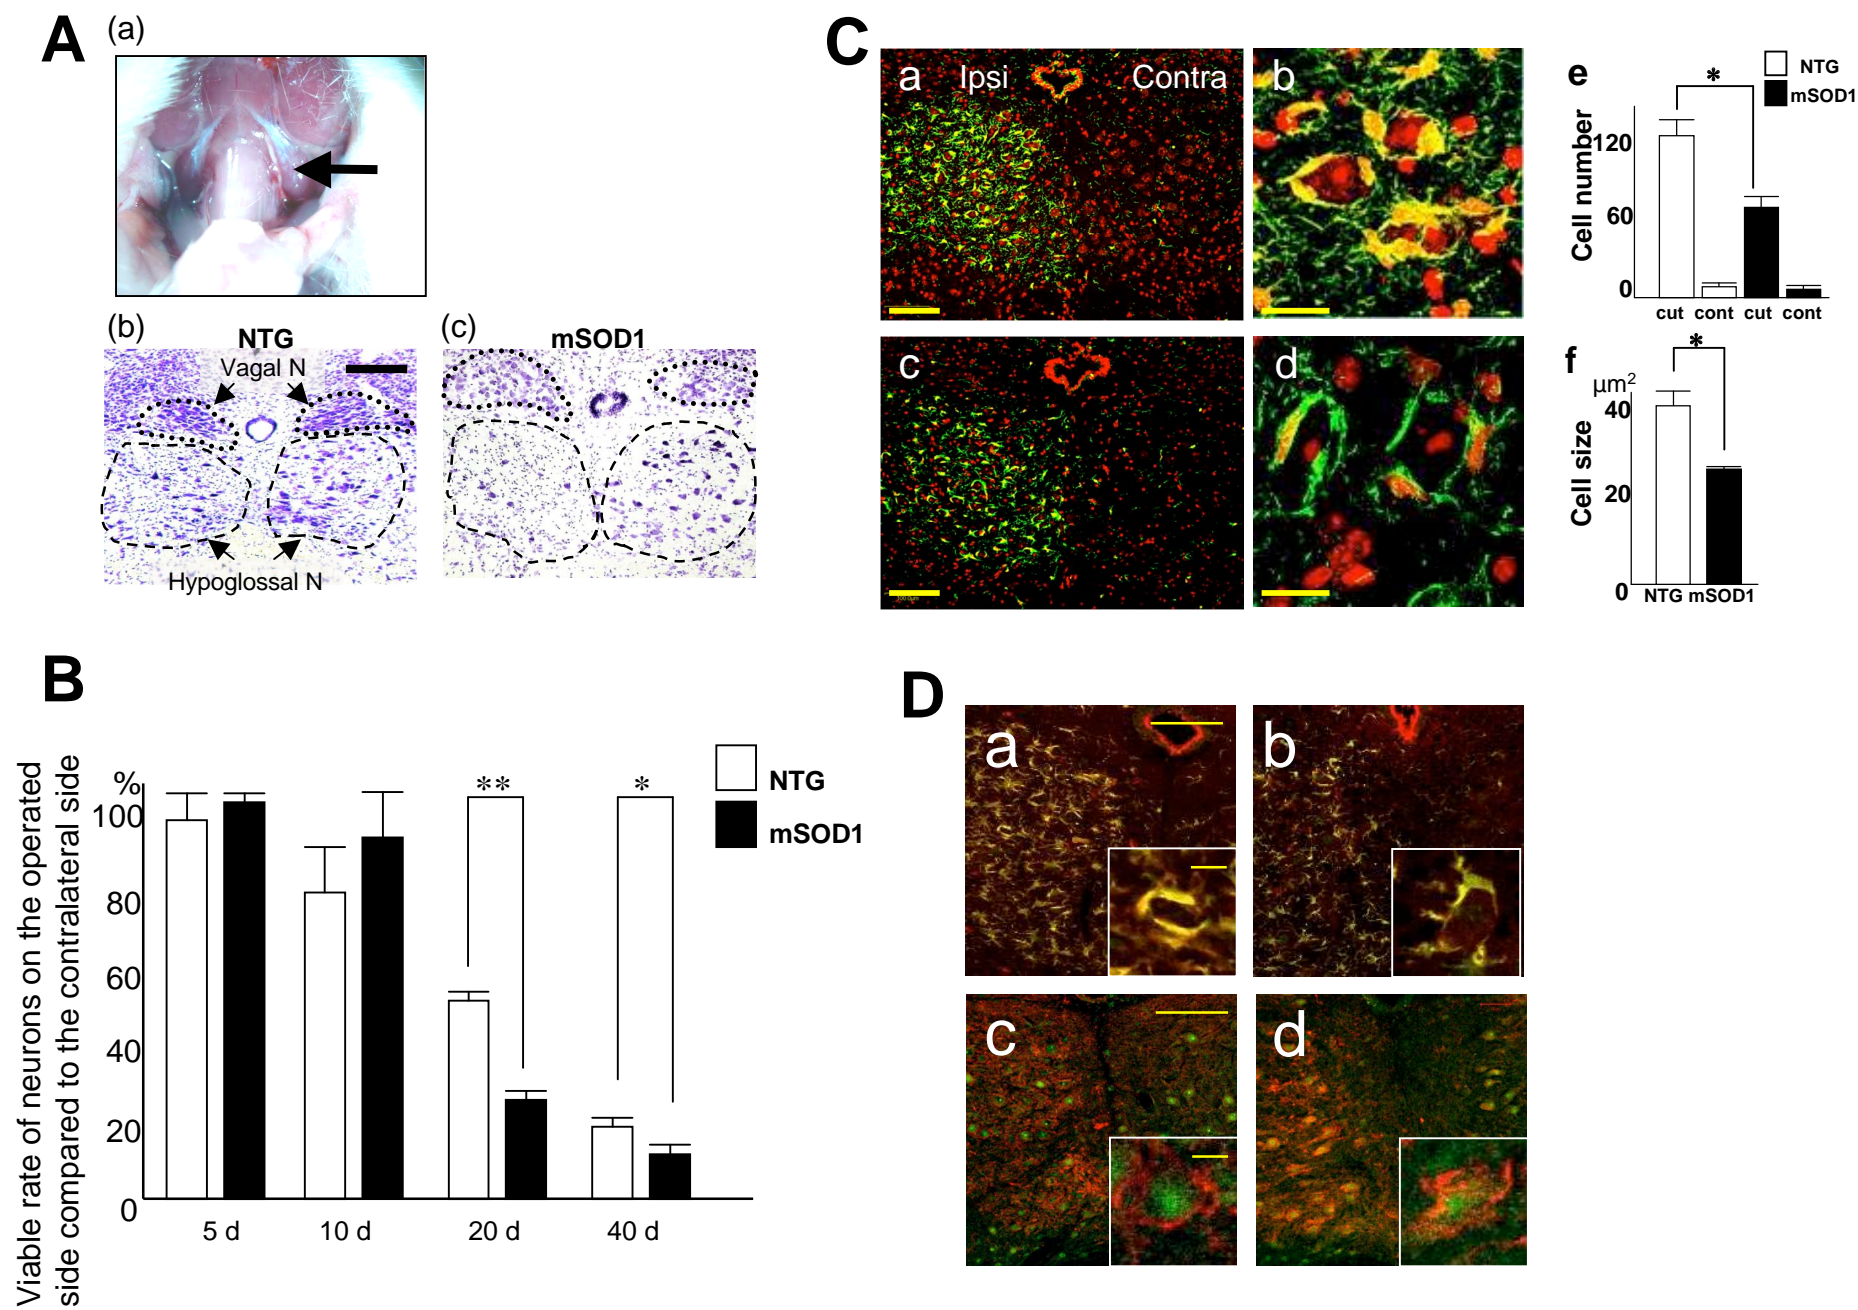 A
(a)
(b)
NTG
Vagal N
Hypoglossal N
(c)
mSOD1
B
Viable rate of neurons on the operated
side compared to the contralateral side
%
100
80
60
40
20
0
5 d
10 d
20 d
40 d
**
*
NTG
mSOD1
C
a
Ipsi
Contra
b
c
d
e
NTG
mSOD1
*
Cell number
120
60
0
cut cont cut cont
f
*
µm²
Cell size
40
20
0
NTG mSOD1
D
a
b
c
d